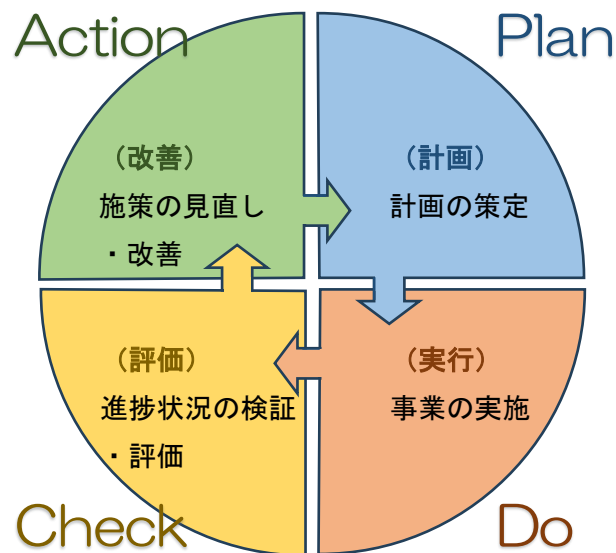 Action
Plan
（改善）
施策の見直し
・改善
（計画）
計画の策定
（評価）
進捗状況の検証
・評価
（実行）
事業の実施
Check
Do